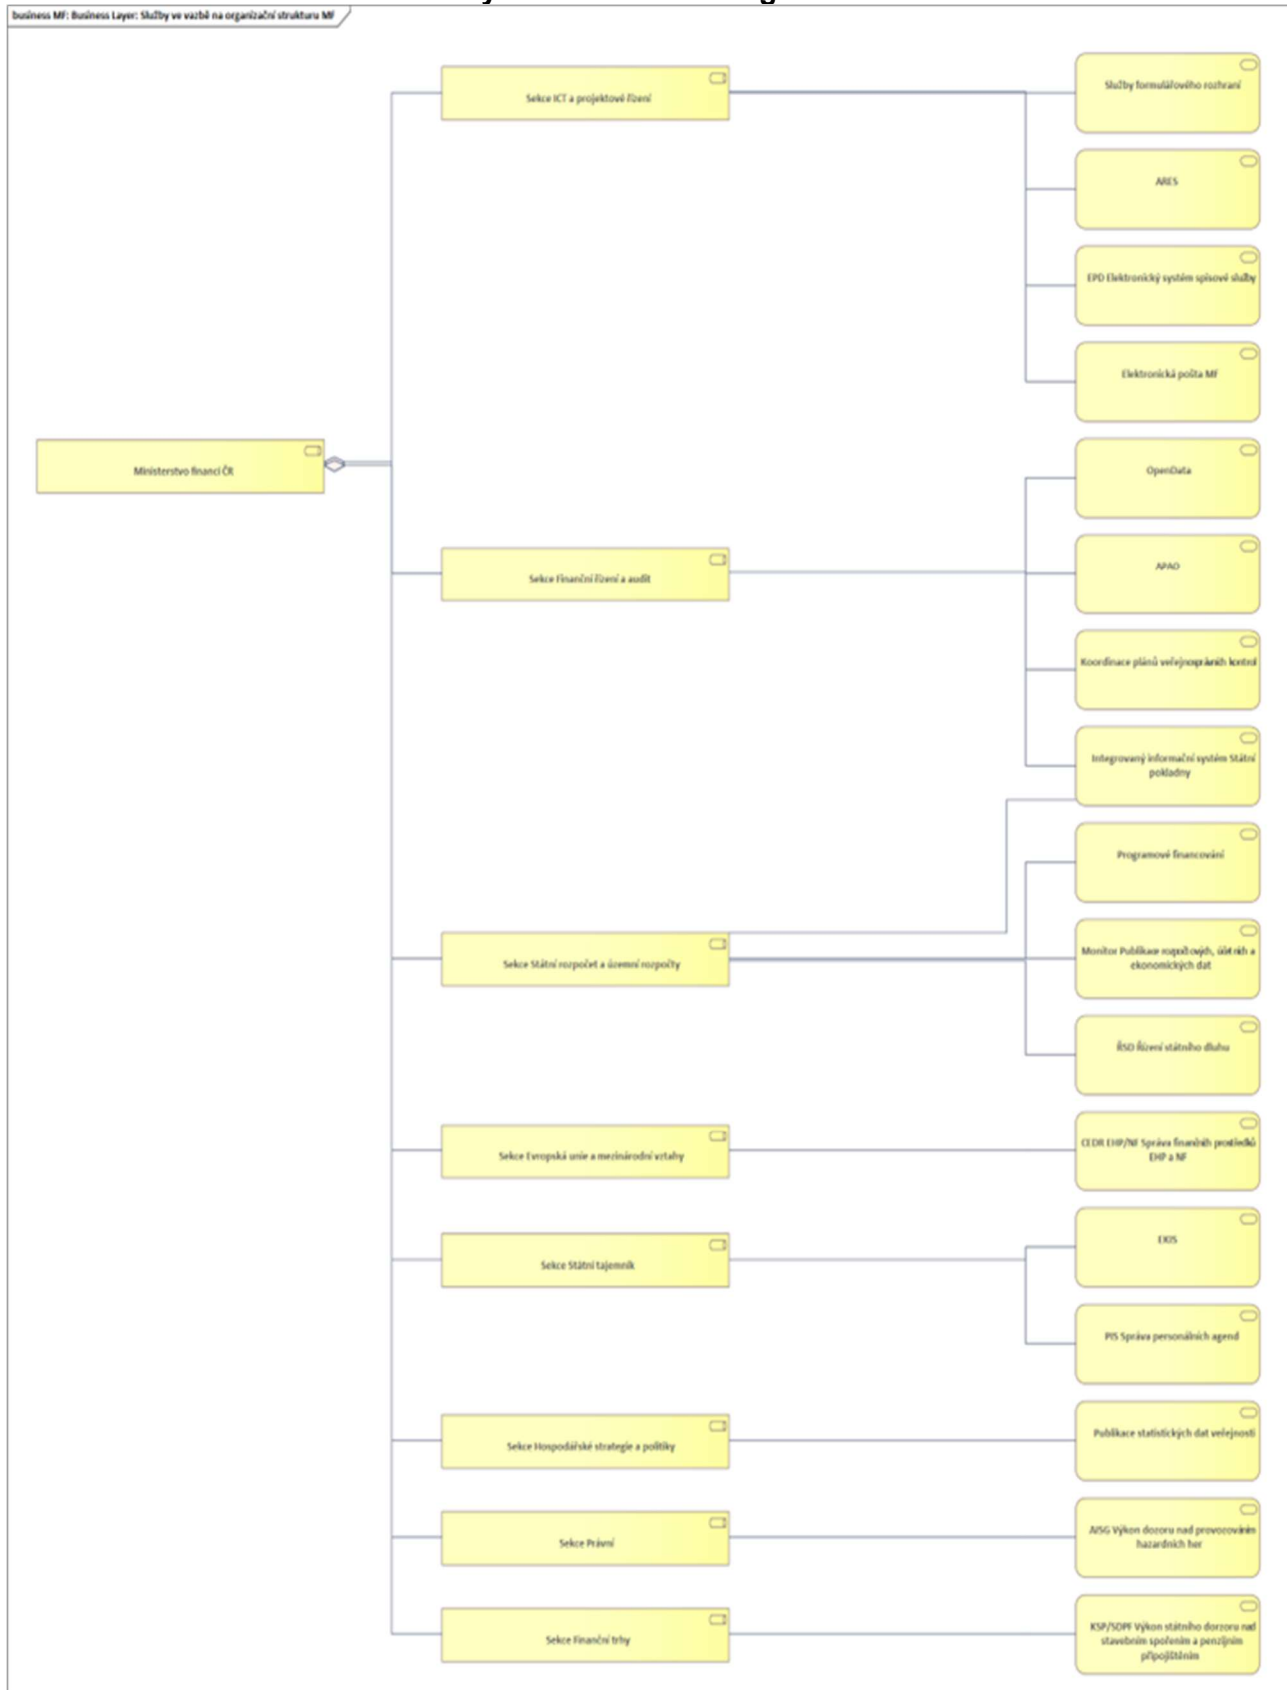 business MF: Business Layer: Služby ve vazbě na organizační strukturu MF
Sekce ICT a projektové řízení
Služby formulářového rozhraní
ARES
EPD Elektronický systém spisové služby
Elektronická pošta MF
Ministerstvo financí ČR
OpenData
Sekce Finanční řízení a audit
APAO
Koordinace plánů veřejnosprávních kontrol
Integrovaný informační systém Státní
pokladny
Programové financování
Sekce Státní rozpočet a územní rozpočty
Monitor Publikace rozpočtových, účetních a
ekonomických dat
ŘSD Řízení státního dluhu
Sekce Evropská unie a mezinárodní vztahy
CEDR EHP/NF Správa finančních prostředků
EHP a NF
Sekce Státní tajemník
EKIS
PIS Správa personálních agend
Sekce Hospodářské strategie a politiky
Publikace statistických dat veřejnosti
Sekce Právní
AISG Výkon dozoru nad provozováním
hazardních her
Sekce Finanční trhy
KSP/SDPF Výkon státního dorzoru nad
stavebním spořením a penzijním
připojištěním